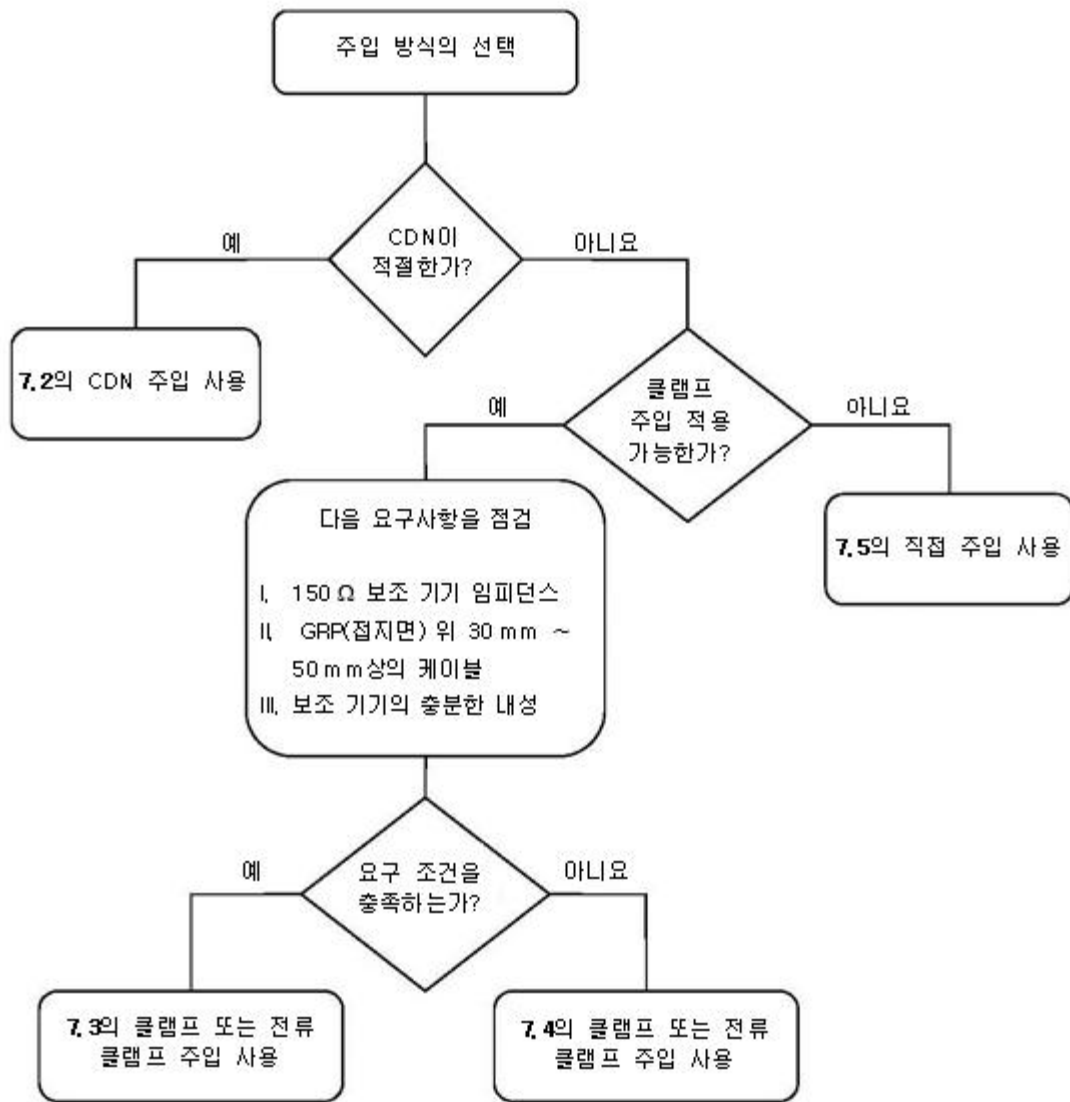 주입 방식의 선택
예
CDN이
적절한가?
아니요
7.2의 CDN 주입 사용
예
클램프
주입 적용
가능한가?
아니요
다음 요구사항을 점검
Ⅰ. 150 Ω 보조 기기 임피던스
Ⅱ. GRP(접지면) 위 30 mm ~
50 mm상의 케이블
Ⅲ. 보조 기기의 충분한 내성
7.5의 직접 주입 사용
예
요구 조건을
충족하는가?
아니요
7.3의 클램프 또는 전류
클램프 주입 사용
7.4의 클램프 또는 전류
클램프 주입 사용